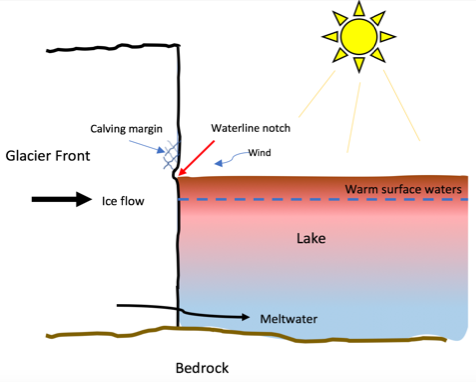 Calving margin
Waterline notch
Wind
Glacier Front
Warm surface waters
Ice flow
Lake
Meltwater
Bedrock